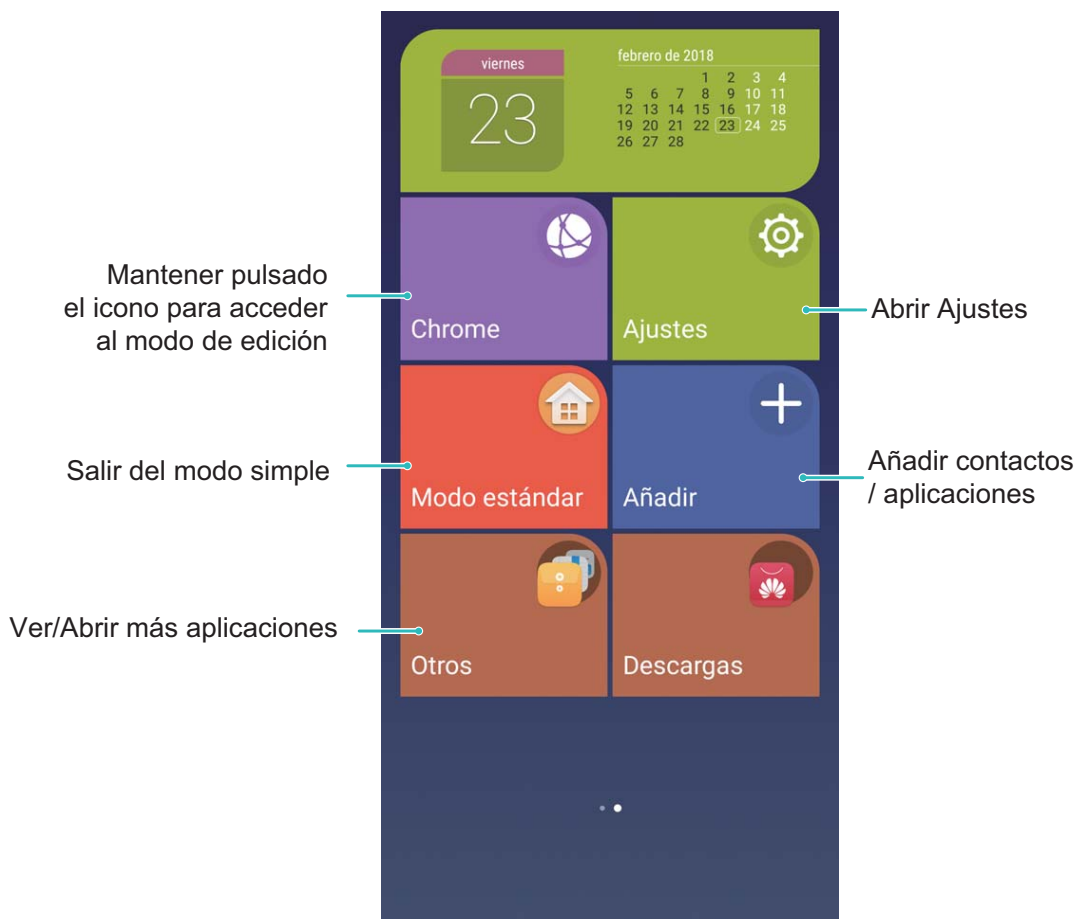 viernes
23
febrero de 2018
1 2 3 4
5 6 7 8 9 10 11
12 13 14 15 16 17 18
19 20 21 22 23 24 25
26 27 28
Mantener pulsado
el icono para acceder
al modo de edición
Chrome
Ajustes
Abrir Ajustes
Salir del modo simple
Modo estándar
Añadir
Añadir contactos
/ aplicaciones
Ver/Abrir más aplicaciones
Otros
Descargas